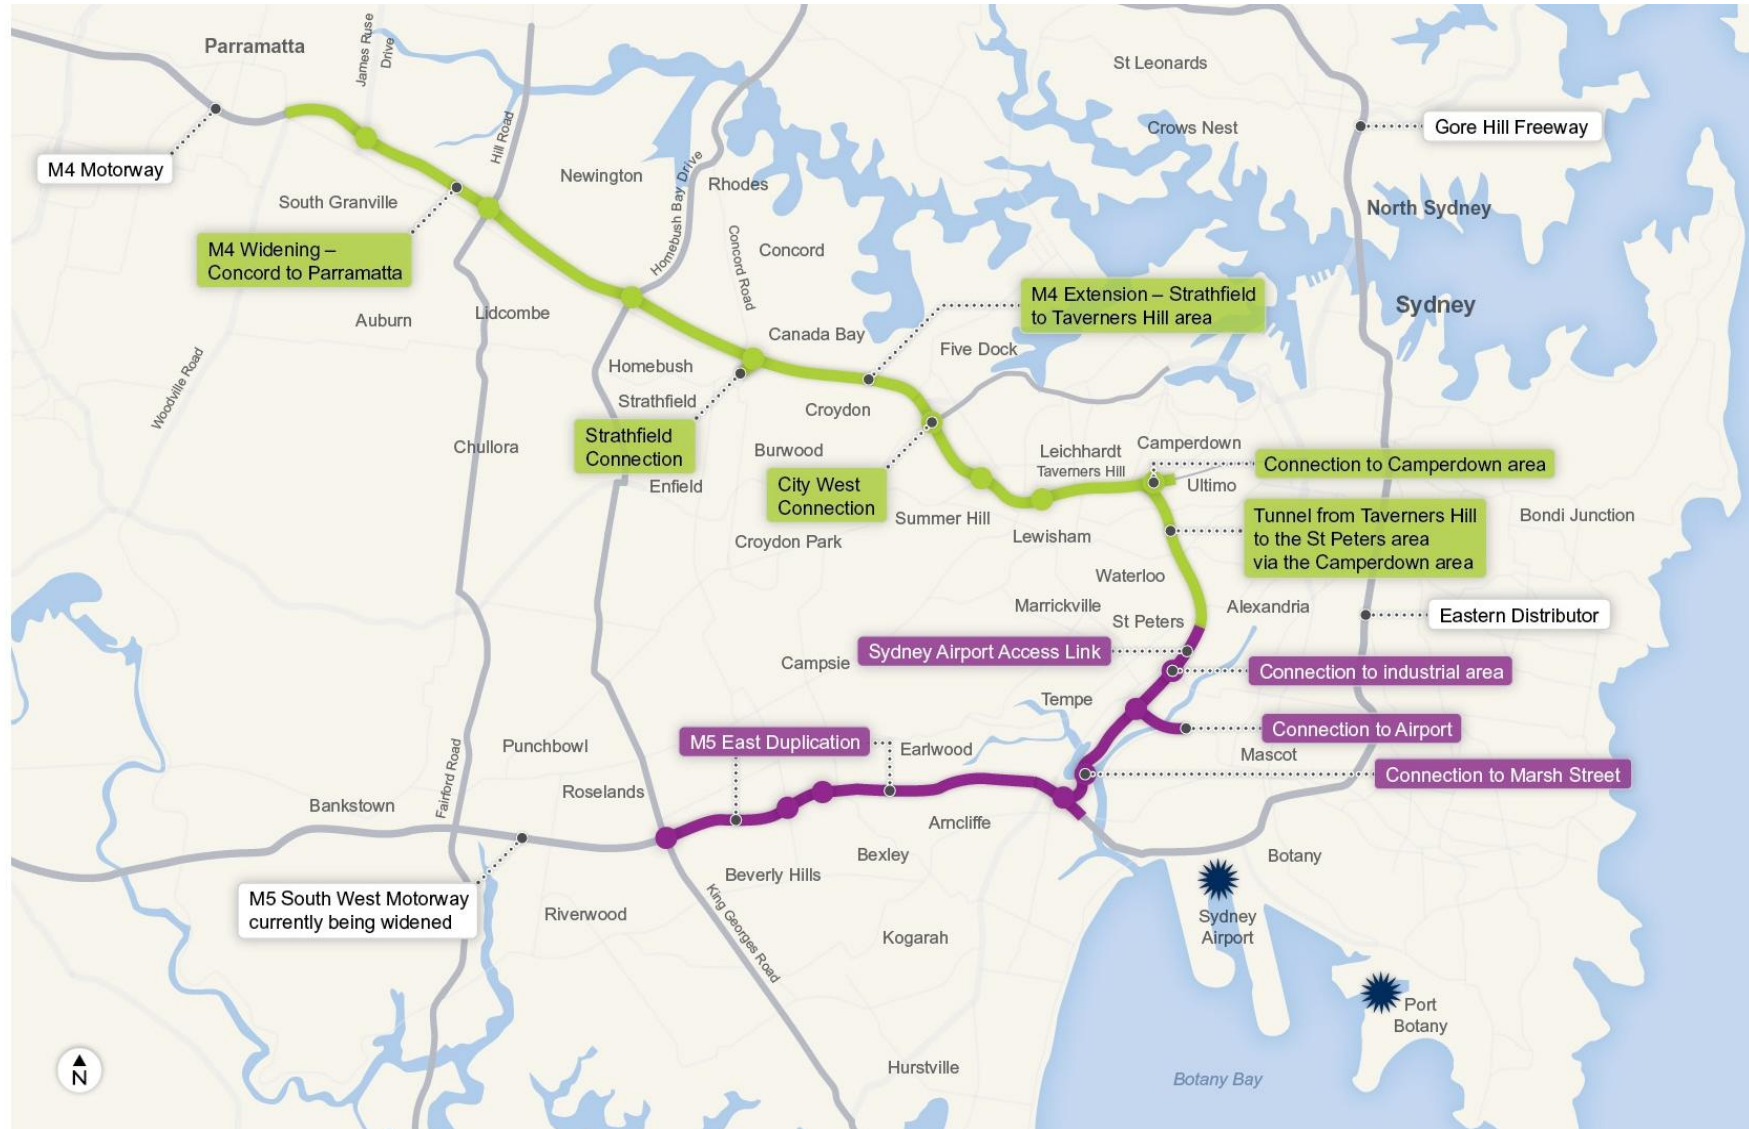 Parramatta
James Ruse
Drive
St Leonards
Hill Road
Crows Nest
Gore Hill Freeway
M4 Motorway
Newington
Homebush Bay Drive
Rhodes
South Granville
North Sydney
M4 Widening –
Concord to Parramatta
Concord Road
Concord
M4 Extension – Strathfield
to Taverners Hill area
Sydney
Auburn
Lidcombe
Canada Bay
Five Dock
Woodville Road
Homebush
Strathfield
Croydon
Strathfield
Connection
Chullora
Burwood
Leichhardt
Camperdown
Taverners Hill
Connection to Camperdown area
Enfield
City West
Connection
Ultimo
Summer Hill
Tunnel from Taverners Hill
to the St Peters area
via the Camperdown area
Bondi Junction
Croydon Park
Lewisham
Waterloo
Marrickville
Alexandria
St Peters
Eastern Distributor
Sydney Airport Access Link
Campsie
Connection to industrial area
Tempe
Connection to Airport
M5 East Duplication
Punchbowl
Earlwood
Mascot
Fairford Road
Connection to Marsh Street
Roselands
Bankstown
Arncliffe
Bexley
Botany
Beverly Hills
M5 South West Motorway
currently being widened
King Georges Road
Riverwood
Sydney
Airport
Kogarah
Port
Botany
N
Hurstville
Botany Bay